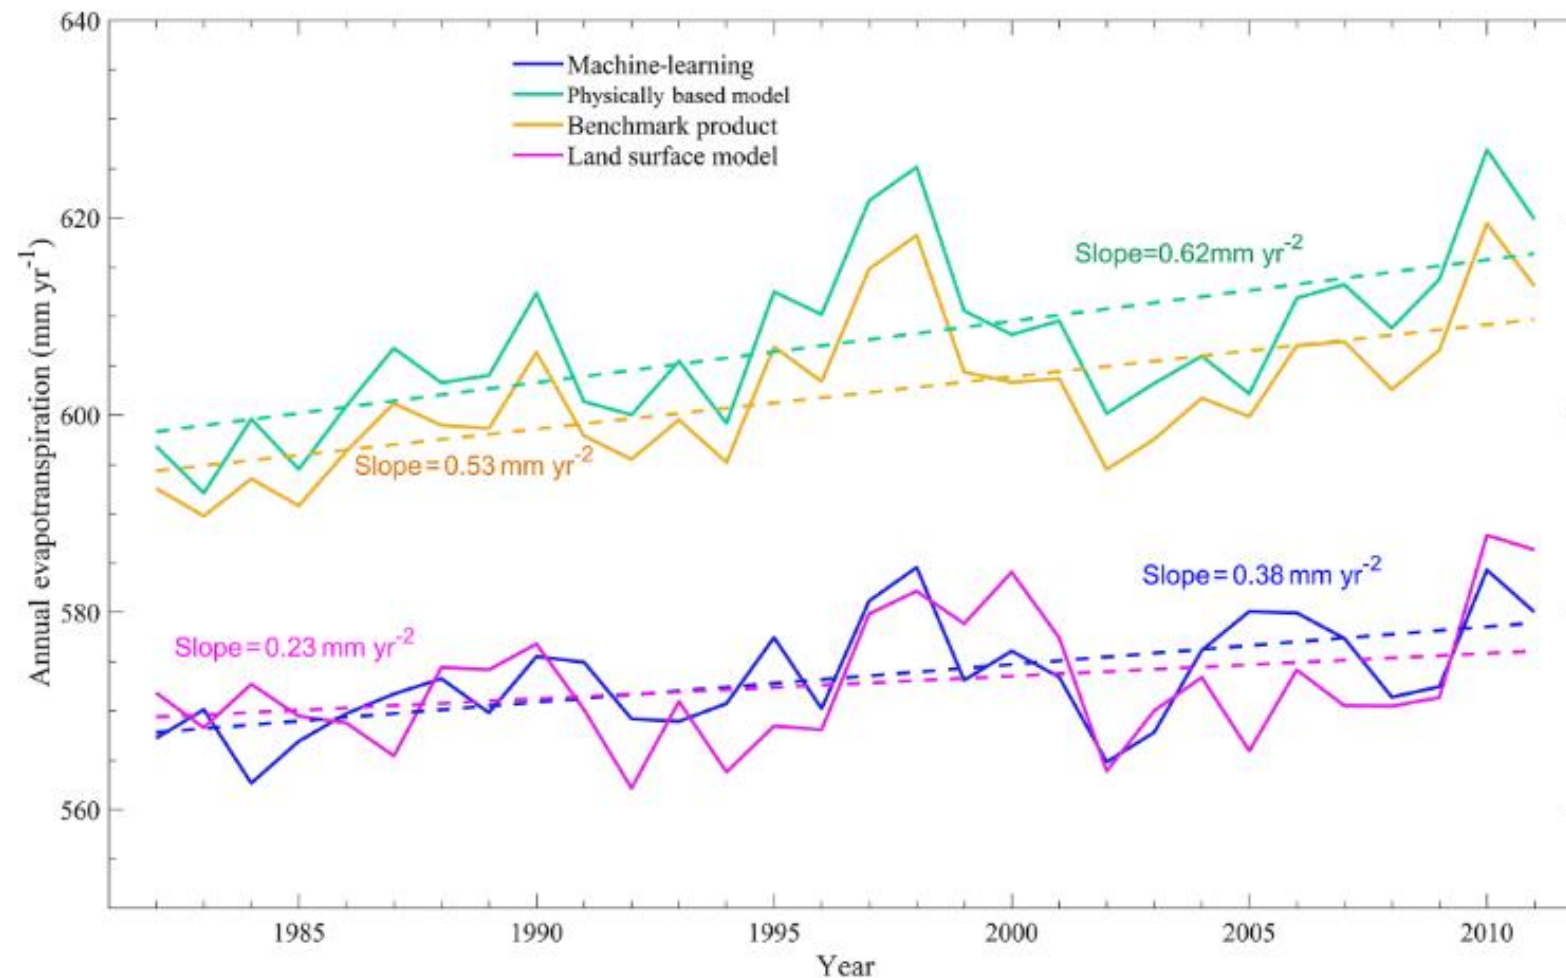 640
Machine-learning
Physically based model
Benchmark product
Land surface model
620
Slope=0.62mm yr⁻²
600
Slope=0.53 mm yr⁻²
580
Slope=0.38 mm yr⁻²
Slope=0.23 mm yr⁻²
560
Annual evapotranspiration (mm yr⁻¹)
1985 1990 1995 2000 2005 2010
Year